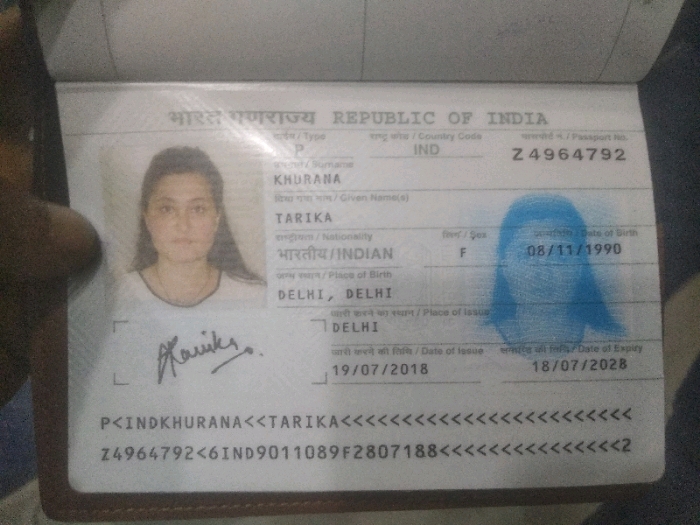 भारत गणराज्य REPUBLIC OF INDIA
टाईप / Type राष्ट्र कोड / Country Code पासपोर्ट न. / Passport No.
P IND Z4964792
उपनाम / Surname
KHURANA
दिया गया नाम / Given Name(s)
TARIKA
राष्ट्रीयता / Nationality लिंग / Sex जन्मतिथि / Date of Birth
भारतीय/INDIAN F 08/11/1990
जन्म स्थान / Place of Birth
DELHI, DELHI
जारी करने का स्थान / Place of Issue
DELHI
जारी करने की तिथि / Date of Issue समाप्ति की तिथि / Date of Expiry
19/07/2018 18/07/2028
P<INDKHURANA<<TARIKA<<<<<<<<<<<<<<<<<<<<<<<<
Z4964792<6IND9011089F2807188<<<<<<<<<<<<<<<2